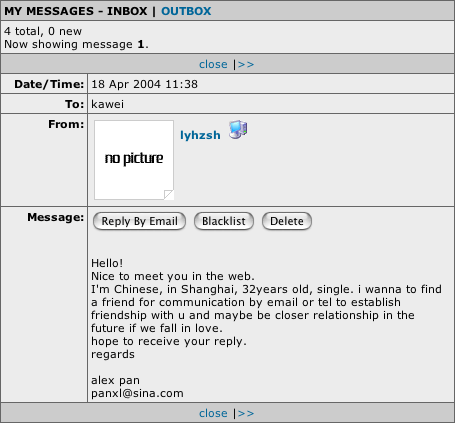 MY MESSAGES - INBOX | OUTBOX
4 total, 0 new
Now showing message 1.
close |>>
Date/Time: 18 Apr 2004 11:38
To: kawei
From: no picture lyhzsh
Message: Reply By Email Blacklist Delete
Hello!
Nice to meet you in the web.
I'm Chinese, in Shanghai, 32years old, single. i wanna to find
a friend for communication by email or tel to establish
friendship with u and maybe be closer relationship in the
future if we fall in love.
hope to receive your reply.
regards
alex pan
panxl@sina.com
close |>>